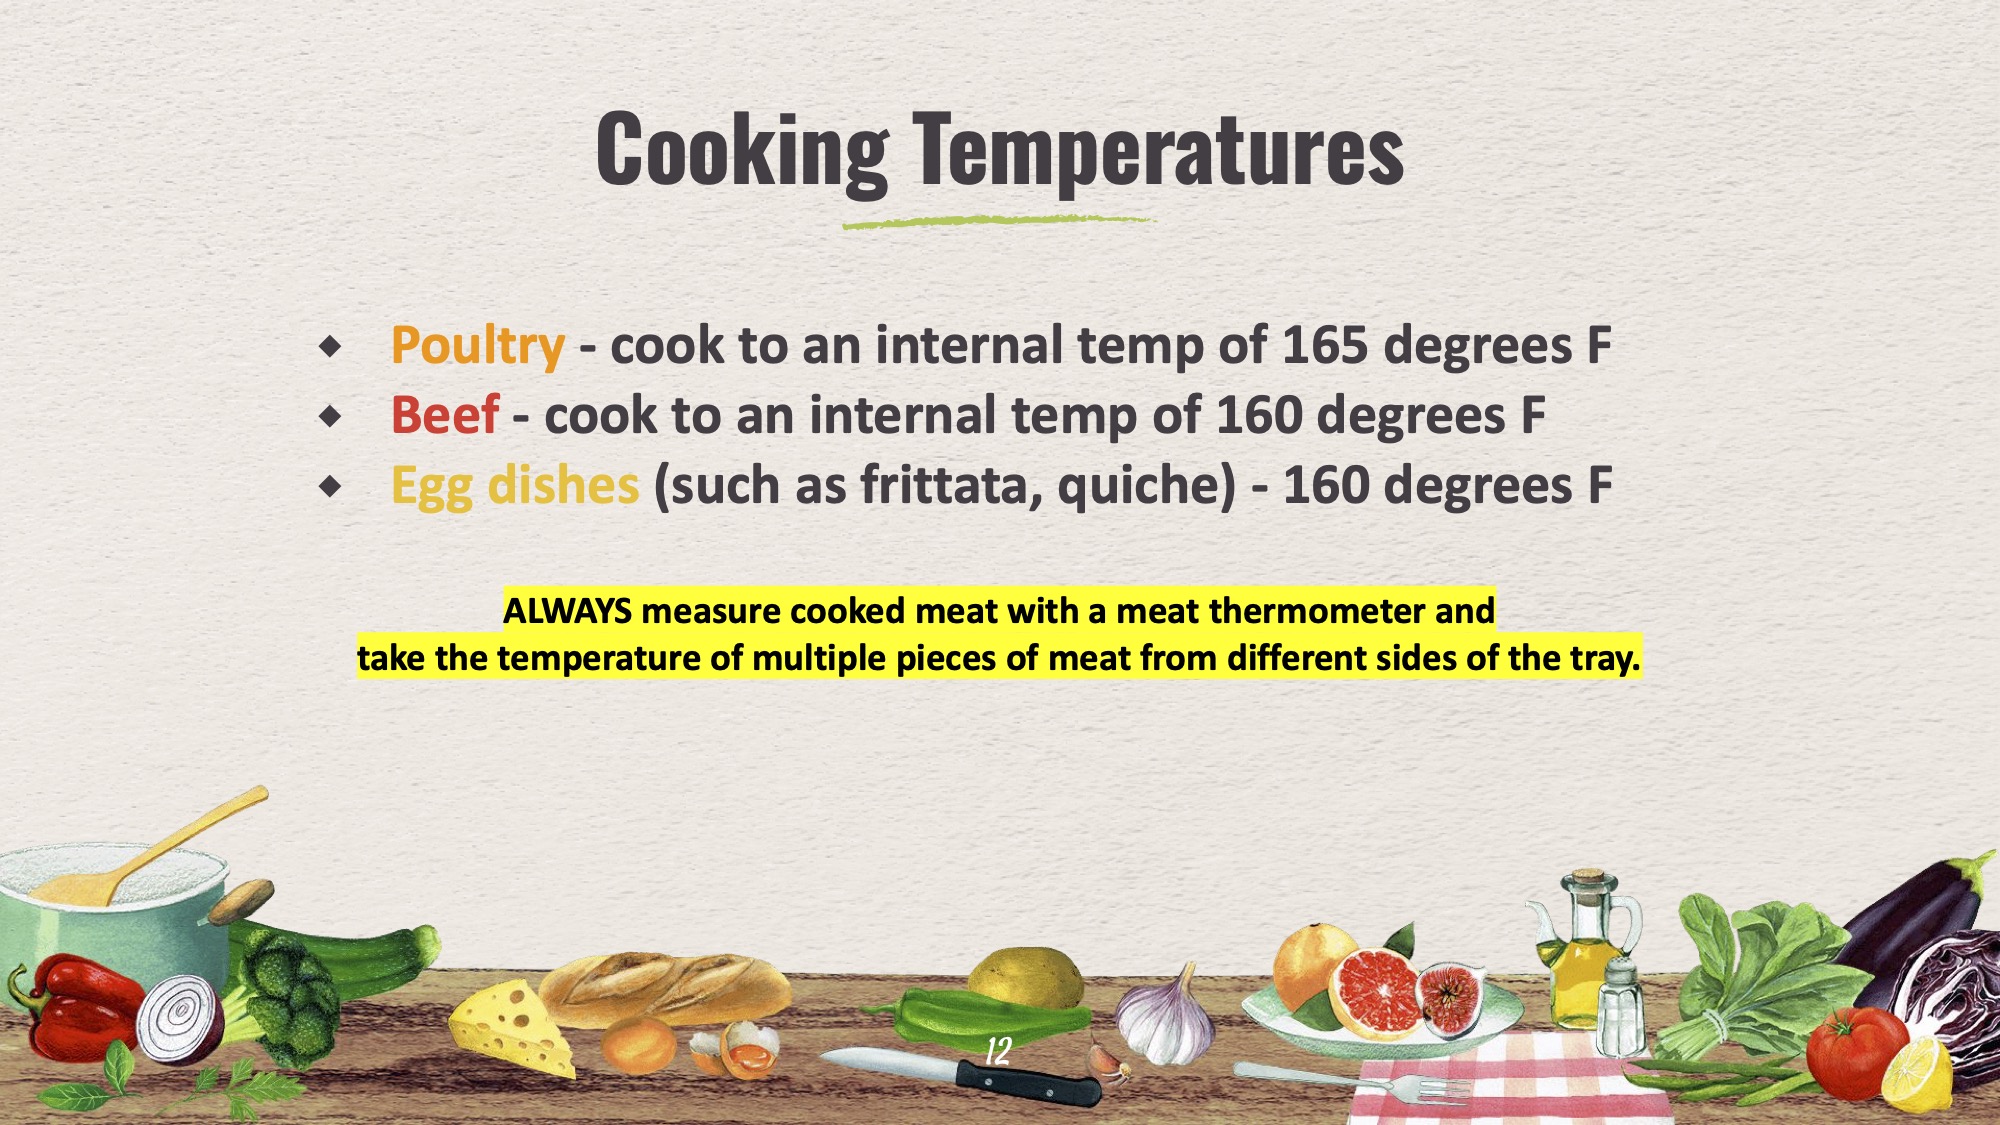 Cooking Temperatures
◆ Poultry - cook to an internal temp of 165 degrees F
◆ Beef - cook to an internal temp of 160 degrees F
◆ Egg dishes (such as frittata, quiche) - 160 degrees F
ALWAYS measure cooked meat with a meat thermometer and
take the temperature of multiple pieces of meat from different sides of the tray.
12